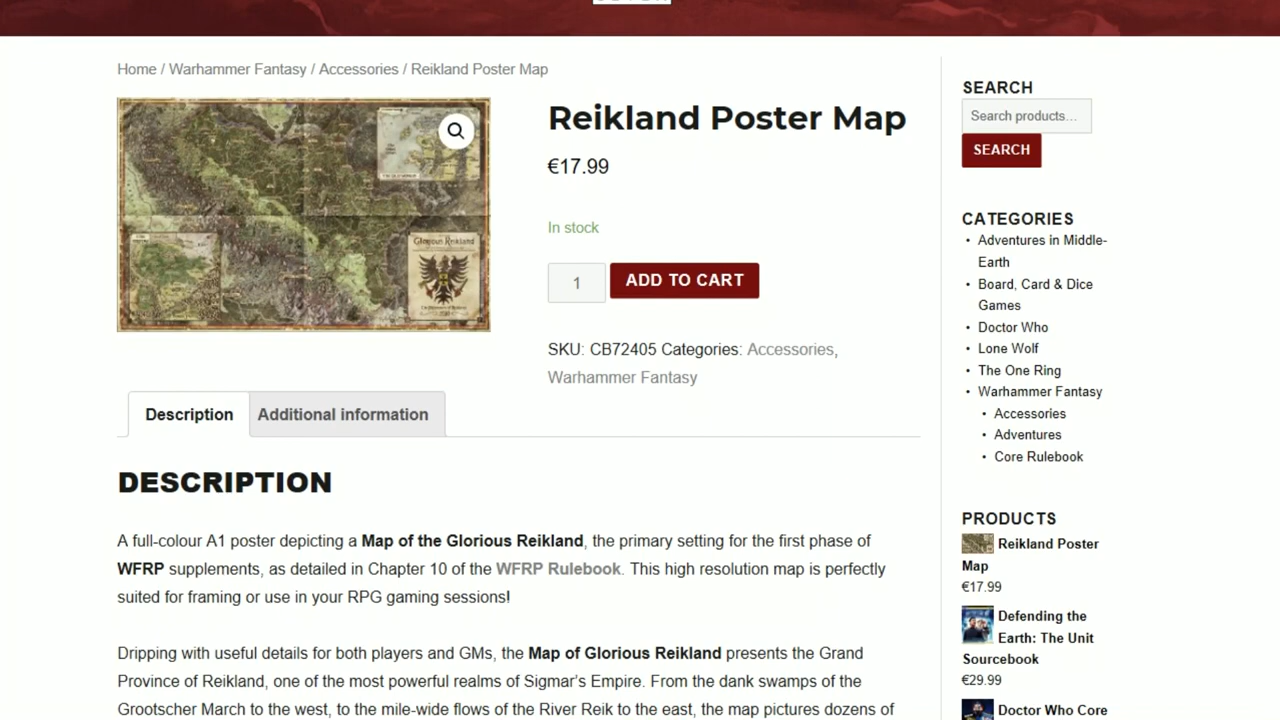 Home / Warhammer Fantasy / Accessories / Reikland Poster Map
Glorious Reikland
Reikland Poster Map
€17.99
In stock
1
ADD TO CART
SKU: CB72405 Categories: Accessories,
Warhammer Fantasy
Description
Additional information
DESCRIPTION
A full-colour A1 poster depicting a Map of the Glorious Reikland, the primary setting for the first phase of
WFRP supplements, as detailed in Chapter 10 of the WFRP Rulebook. This high resolution map is perfectly
suited for framing or use in your RPG gaming sessions!
Dripping with useful details for both players and GMs, the Map of Glorious Reikland presents the Grand
Province of Reikland, one of the most powerful realms of Sigmar's Empire. From the dank swamps of the
Grootscher March to the west, to the mile-wide flows of the River Reik to the east, the map pictures dozens of
SEARCH
Search products…
SEARCH
CATEGORIES
• Adventures in Middle-
Earth
• Board, Card & Dice
Games
• Doctor Who
• Lone Wolf
• The One Ring
• Warhammer Fantasy
• Accessories
• Adventures
• Core Rulebook
PRODUCTS
Reikland Poster
Map
€17.99
Defending the
Earth: The Unit
Sourcebook
€29.99
Doctor Who Core